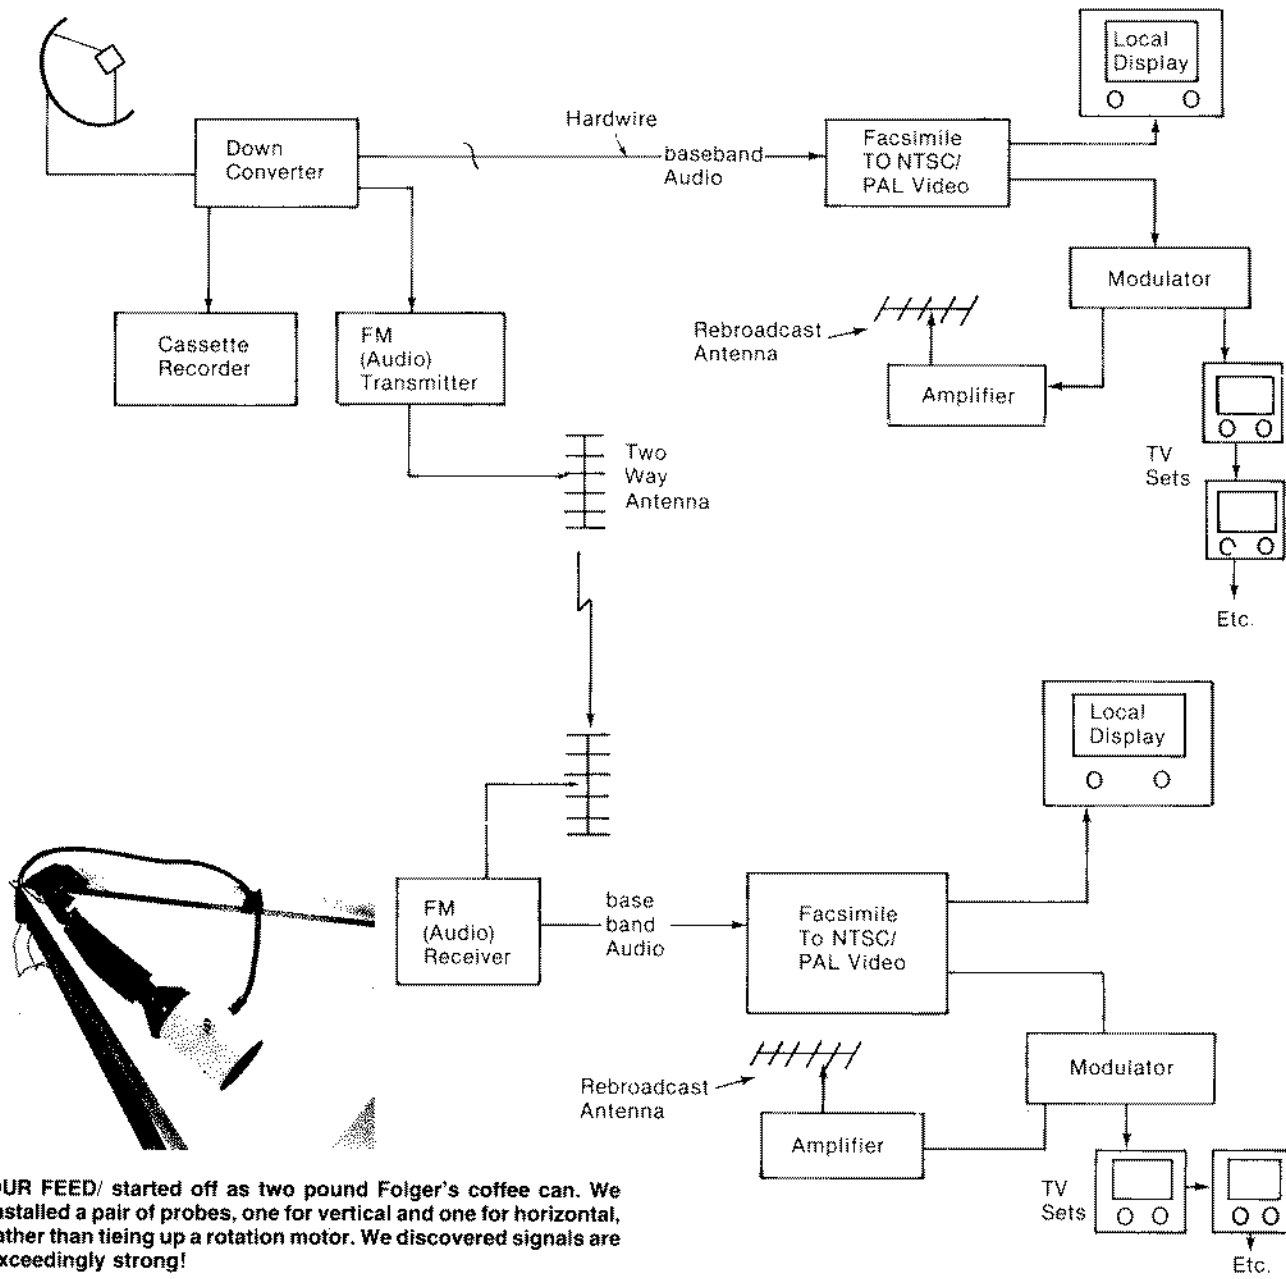 Local
Display
Hardwire
Down
Converter
baseband
Audio
Facsimile
TO NTSC/
PAL Video
Modulator
Rebroadcast
Antenna
Cassette
Recorder
FM
(Audio)
Transmitter
Amplifier
Two
Way
Antenna
TV
Sets
Etc.
Local
Display
FM
(Audio)
Receiver
base
band
Audio
Facsimile
To NTSC/
PAL Video
Modulator
Rebroadcast
Antenna
Amplifier
TV
Sets
Etc.
OUR FEED/ started off as two pound Folger's coffee can. We
nstalled a pair of probes, one for vertical and one for horizontal,
ather than tieing up a rotation motor. We discovered signals are
xceedingly strong!